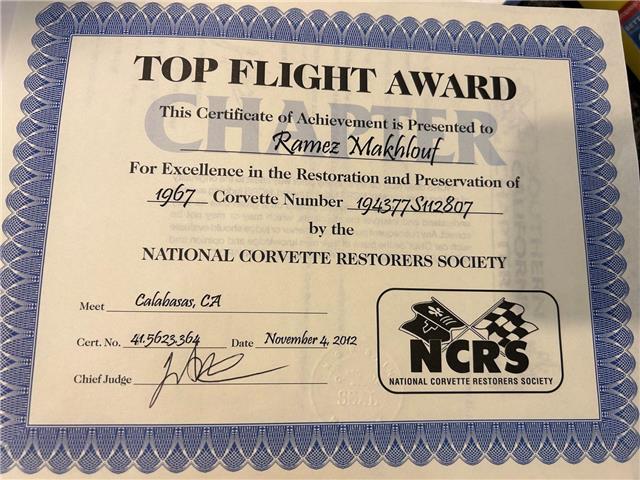 TOP FLIGHT AWARD
CHAPTER
This Certificate of Achievement is Presented to
Ramez Makhlouf
For Excellence in the Restoration and Preservation of
1967 Corvette Number 194377S112807
by the
NATIONAL CORVETTE RESTORERS SOCIETY
Meet Calabasas, CA
Cert. No. 41.5623.364 Date November 4, 2012
Chief Judge
NCRS
NATIONAL CORVETTE RESTORERS SOCIETY